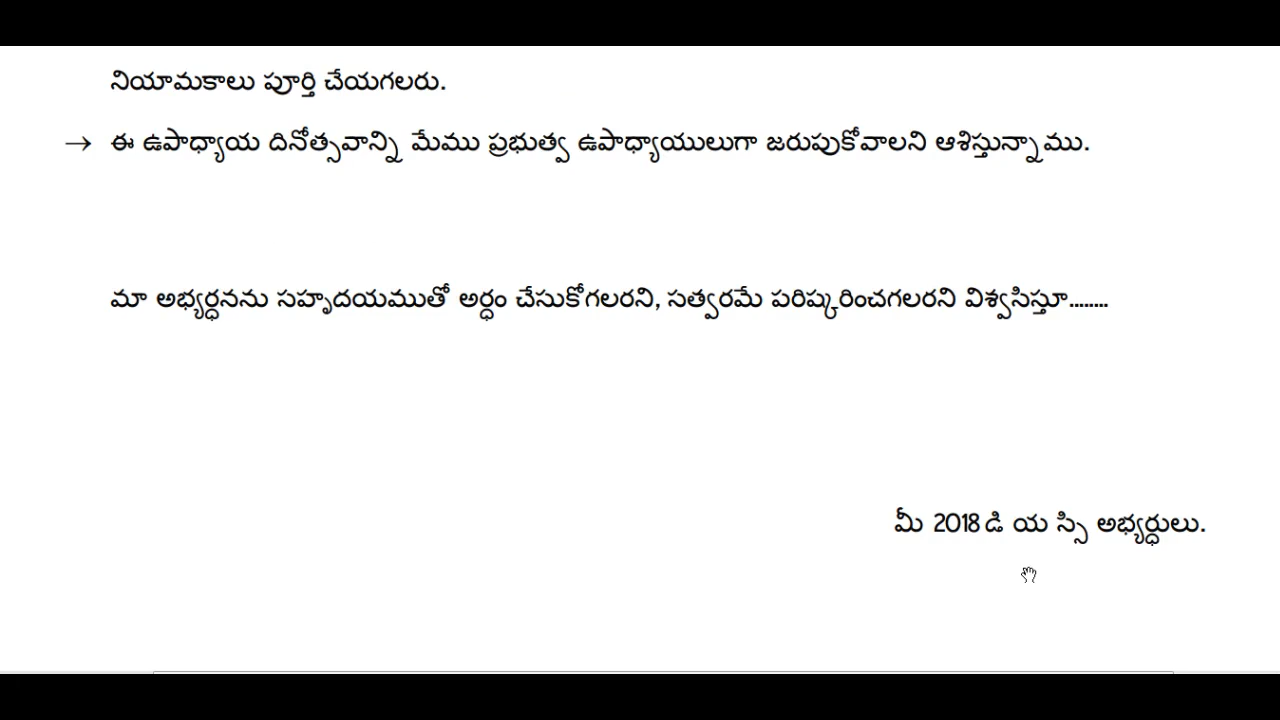 నియామకాలు పూర్తి చేయగలరు.
→ ఈ ఉపాధ్యాయ దినోత్సవాన్ని మేము ప్రభుత్వ ఉపాధ్యాయులుగా జరుపుకోవాలని ఆశిస్తున్నాము.
మా అభ్యర్ధనను సహృదయముతో అర్ధం చేసుకోగలరని, సత్వరమే పరిష్కరించగలరని విశ్వసిస్తూ........
మీ 2018 డి య స్సి అభ్యర్ధులు.